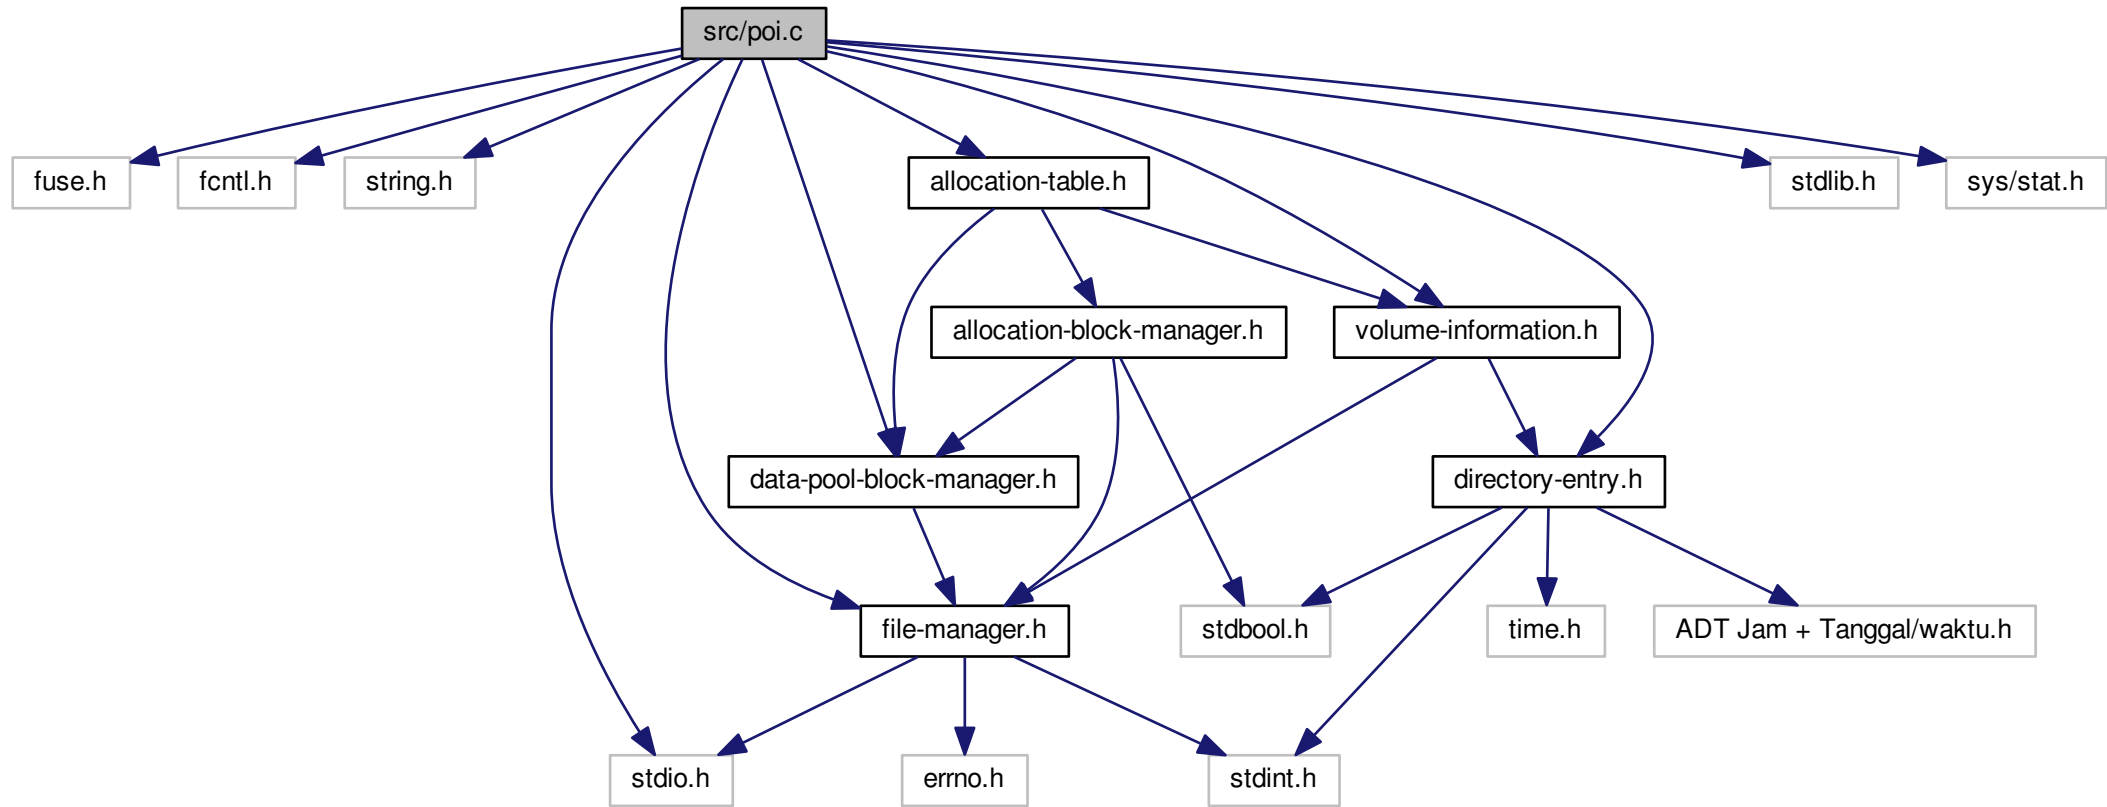 src/poi.c
fuse.h
fcntl.h
string.h
allocation-table.h
stdlib.h
sys/stat.h
allocation-block-manager.h
volume-information.h
data-pool-block-manager.h
directory-entry.h
file-manager.h
stdbool.h
time.h
ADT Jam + Tanggal/waktu.h
stdio.h
errno.h
stdint.h